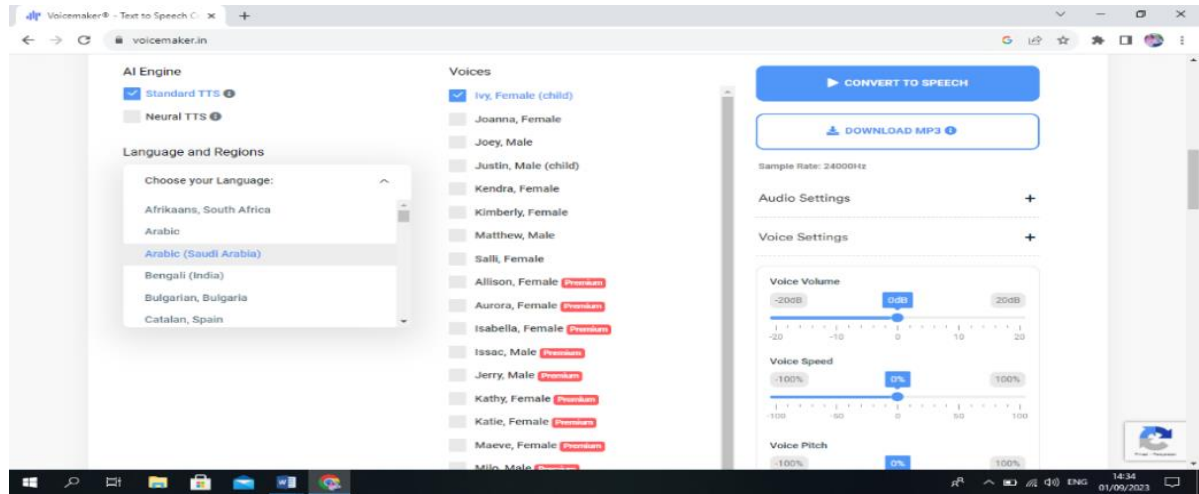 Voicemaker® - Text to Speech C
voicemaker.in
AI Engine
Standard TTS
Neural TTS
Language and Regions
Choose your Language:
Afrikaans, South Africa
Arabic
Arabic (Saudi Arabia)
Bengali (India)
Bulgarian, Bulgaria
Catalan, Spain
Voices
Ivy, Female (child)
Joanna, Female
Joey, Male
Justin, Male (child)
Kendra, Female
Kimberly, Female
Matthew, Male
Salli, Female
Allison, Female Premium
Aurora, Female Premium
Isabella, Female Premium
Issac, Male Premium
Jerry, Male Premium
Kathy, Female Premium
Katie, Female Premium
Maeve, Female Premium
Milo, Male Premium
CONVERT TO SPEECH
DOWNLOAD MP3
Sample Rate: 24000Hz
Audio Settings +
Voice Settings +
Voice Volume
-20dB 0dB 20dB
-20 -10 0 10 20
Voice Speed
-100% 0% 100%
-100 -50 0 50 100
Voice Pitch
-100% 0% 100%
ENG
14:34
01/09/2023